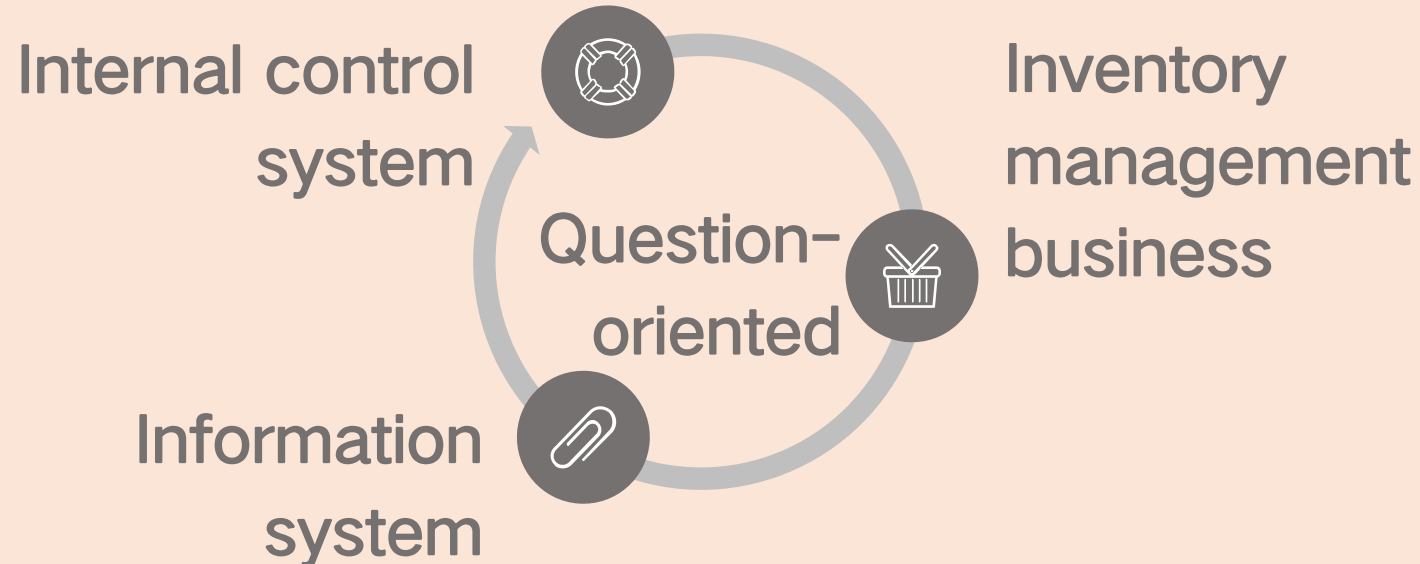 Internal control
system
Inventory
management
business
Question-
oriented
Information
system